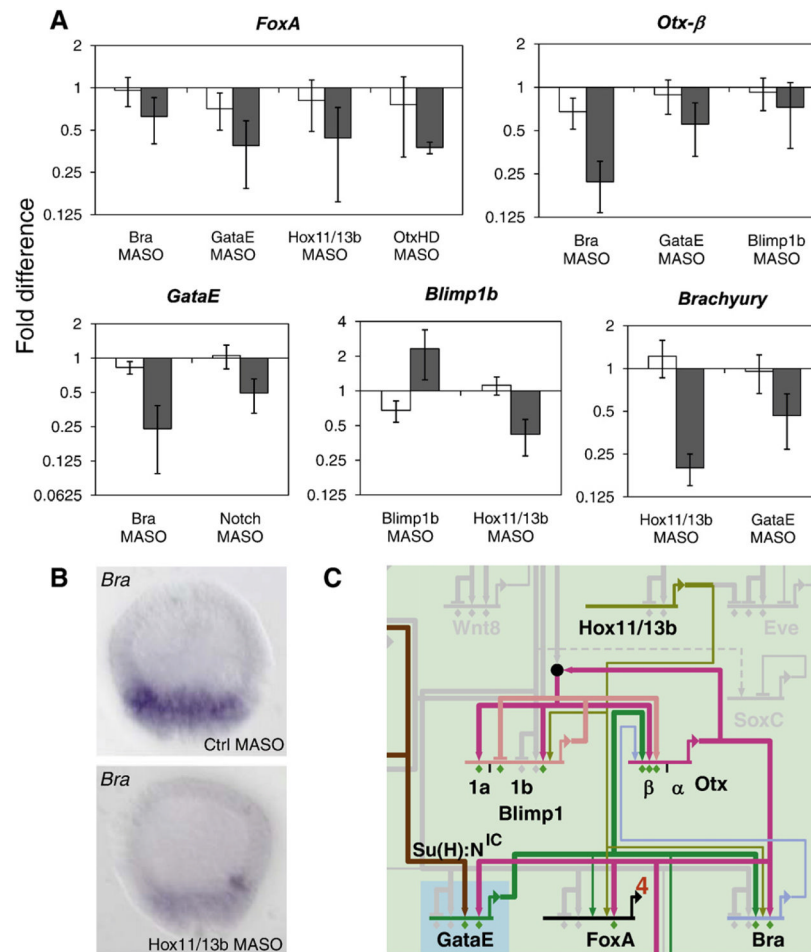 A
FoxA
2
1
0.5
0.25
0.125
Bra MASO
GataE MASO
Hox11/13b MASO
OtxHD MASO
Otx-β
2
1
0.5
0.25
0.125
Bra MASO
GataE MASO
Blimp1b MASO
Fold difference
GataE
2
1
0.5
0.25
0.125
0.0625
Bra MASO
Notch MASO
Blimp1b
4
2
1
0.5
0.25
0.125
Blimp1b MASO
Hox11/13b MASO
Brachyury
2
1
0.5
0.25
0.125
Hox11/13b MASO
GataE MASO
B
Bra
Ctrl MASO
Bra
Hox11/13b MASO
C
Wnt8
Hox11/13b
Eve
SoxC
1a 1b
Blimp1
β α Otx
Su(H):N^IC
4
GataE
FoxA
Bra